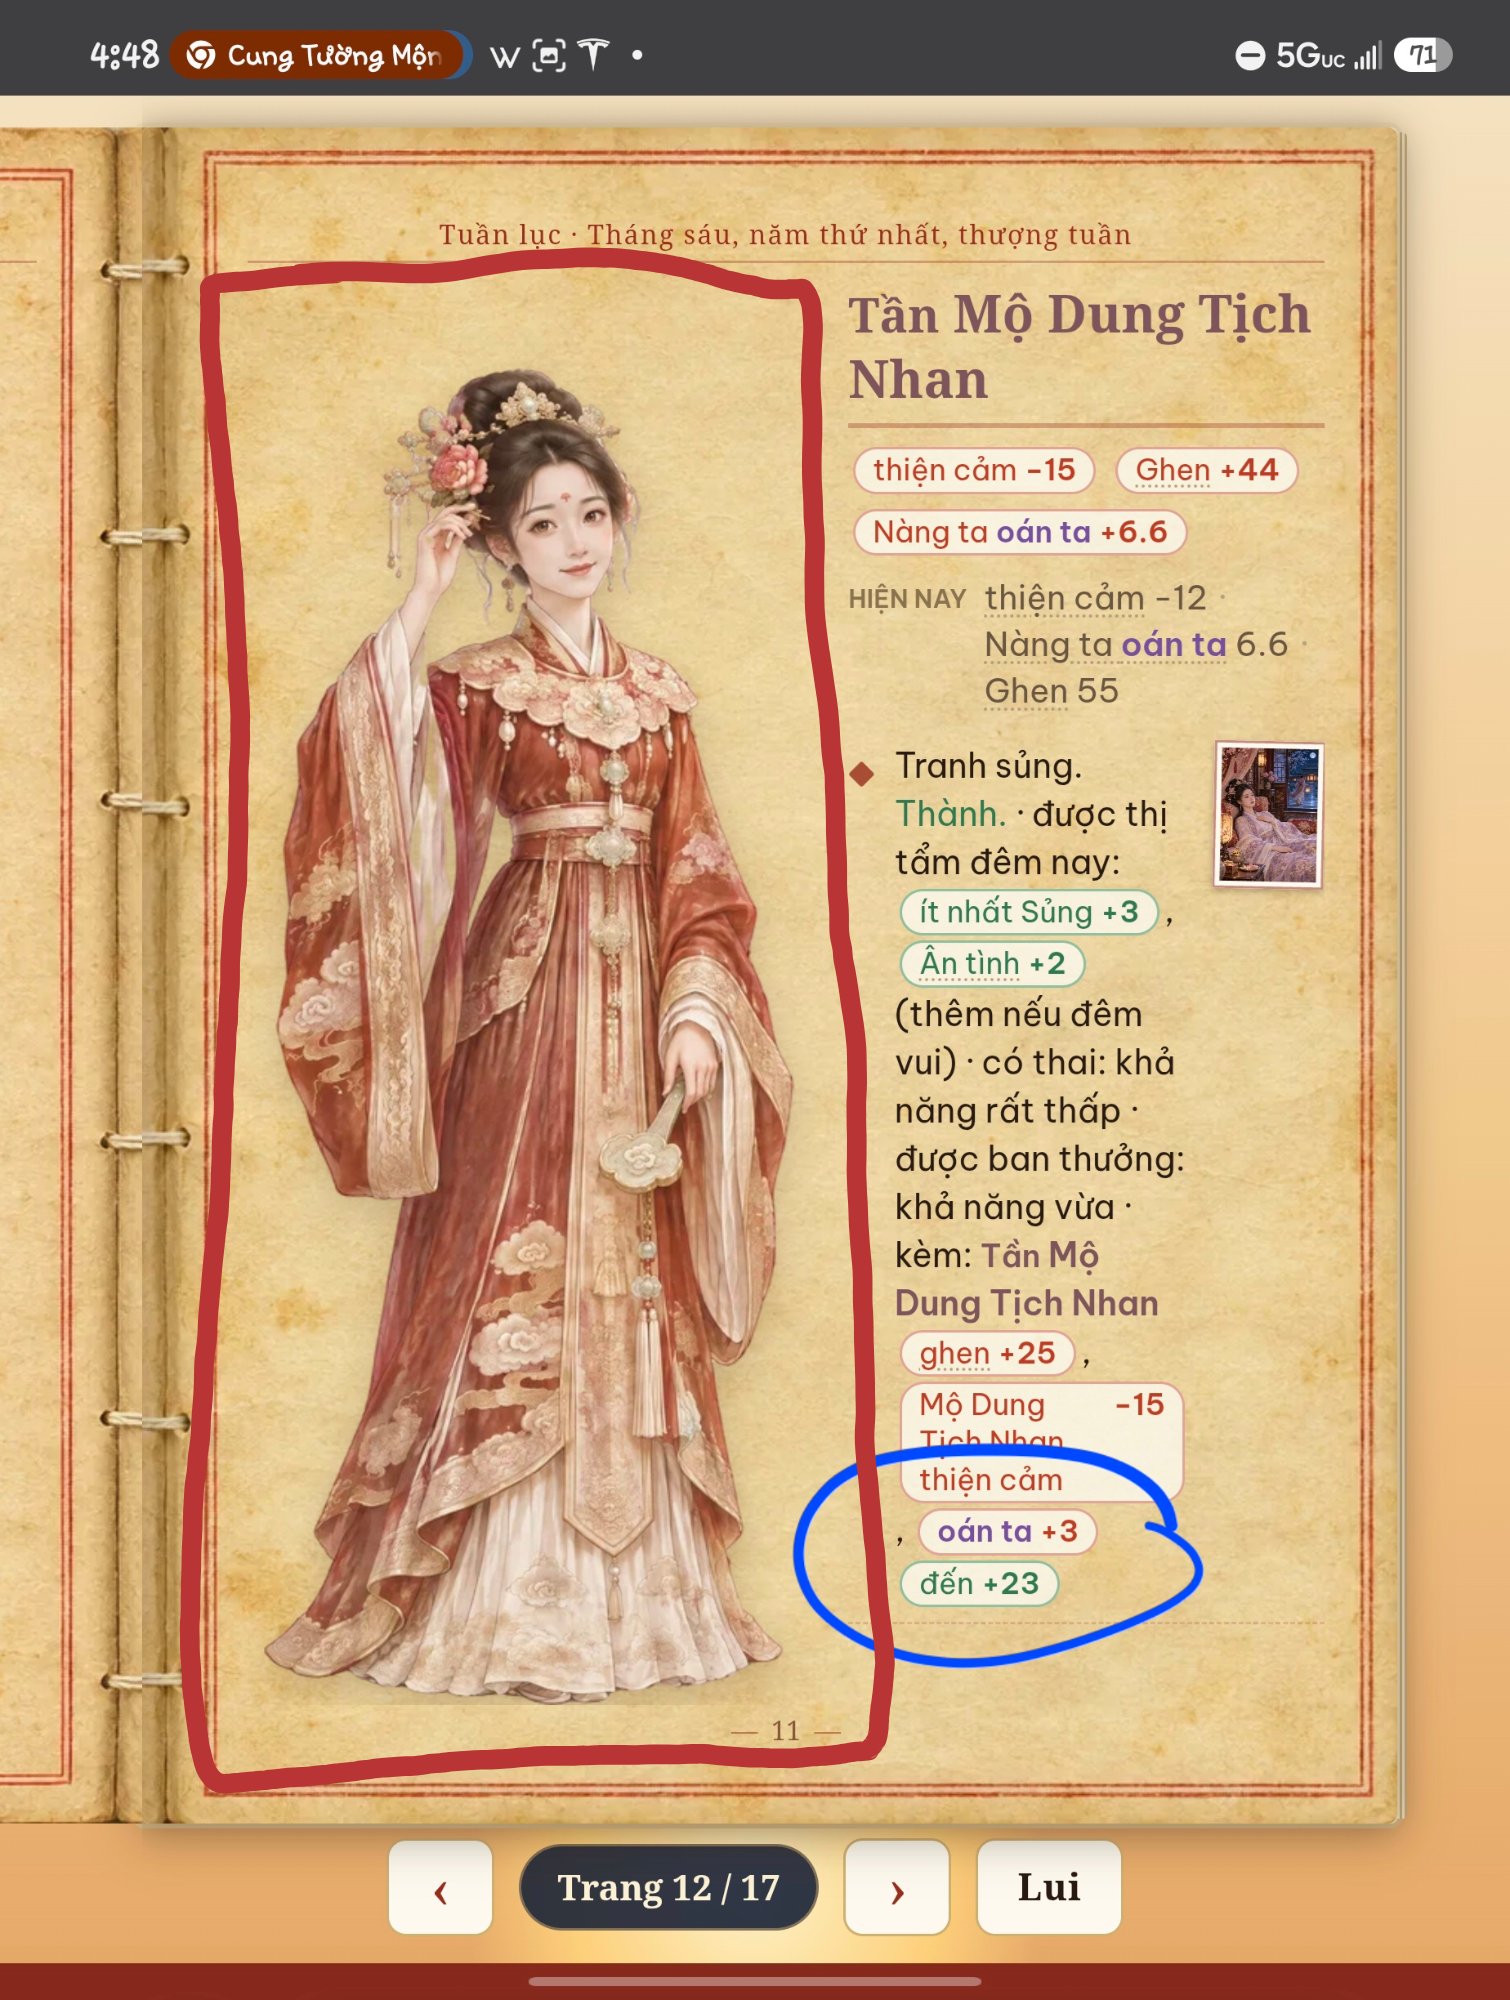 4:48 Cung Tường Mộn 5G UC 71
Tuần lục · Tháng sáu, năm thứ nhất, thượng tuần
Tần Mộ Dung Tịch
Nhan
thiện cảm -15 Ghen +44
Nàng ta oán ta +6.6
HIỆN NAY thiện cảm -12 ·
Nàng ta oán ta 6.6 ·
Ghen 55
Tranh sủng.
Thành. · được thị
tẩm đêm nay:
ít nhất Sủng +3 ,
Ân tình +2
(thêm nếu đêm
vui) · có thai: khả
năng rất thấp ·
được ban thưởng:
khả năng vừa ·
kèm: Tần Mộ
Dung Tịch Nhan
ghen +25 ,
Mộ Dung -15
Tịch Nhan
thiện cảm
, oán ta +3
đến +23
— 11 —
‹ Trang 12 / 17 › Lui